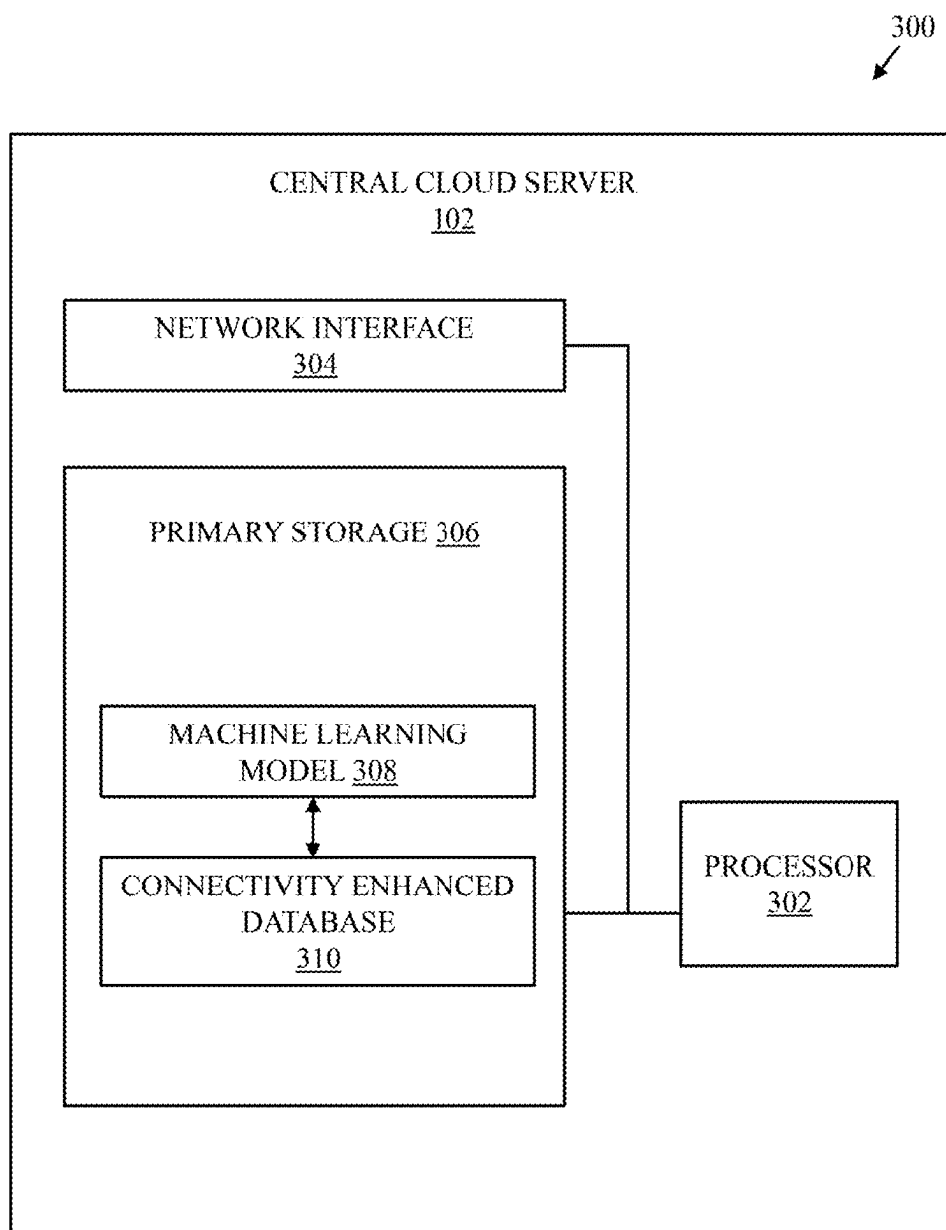 300
CENTRAL CLOUD SERVER
102
NETWORK INTERFACE
304
PRIMARY STORAGE 306
MACHINE LEARNING
MODEL 308
CONNECTIVITY ENHANCED
DATABASE
310
PROCESSOR
302